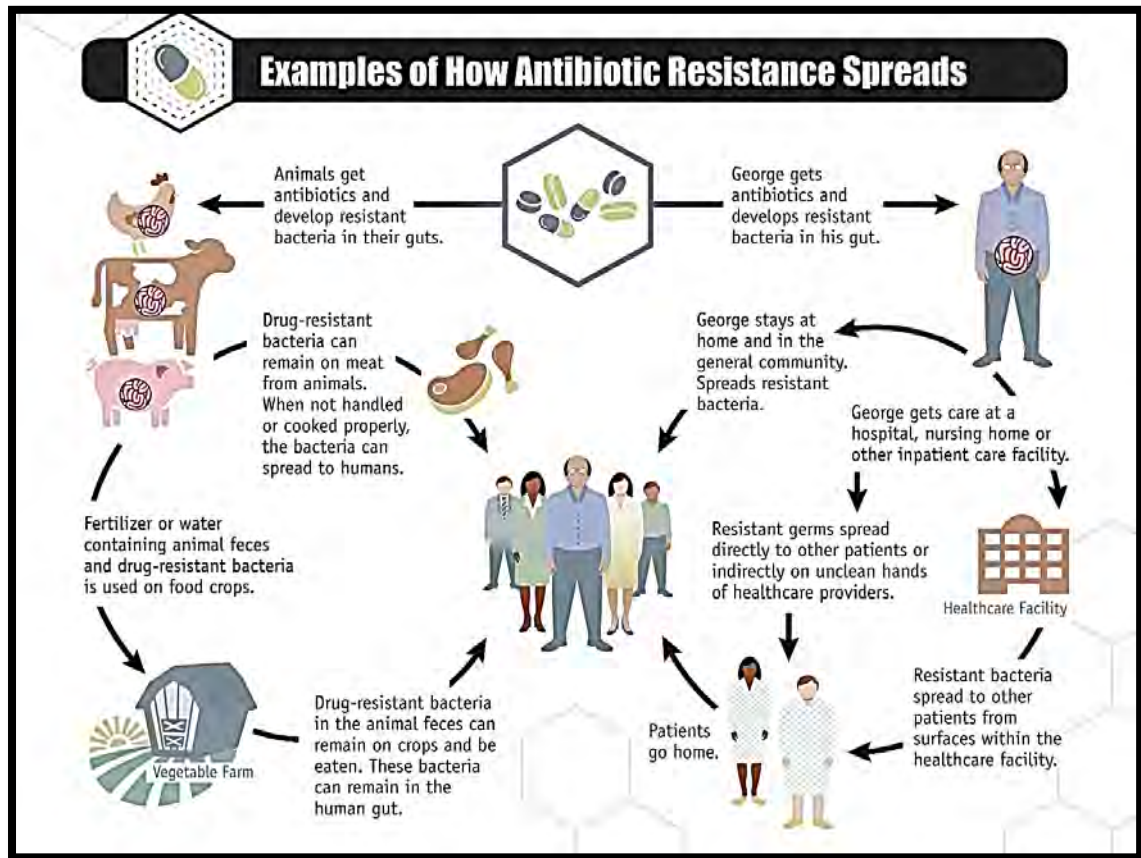 Examples of How Antibiotic Resistance Spreads
Animals get
antibiotics and
develop resistant
bacteria in their guts.
George gets
antibiotics and
develops resistant
bacteria in his gut.
Drug-resistant
bacteria can
remain on meat
from animals.
When not handled
or cooked properly,
the bacteria can
spread to humans.
George stays at
home and in the
general community.
Spreads resistant
bacteria.
George gets care at a
hospital, nursing home or
other inpatient care facility.
Fertilizer or water
containing animal feces
and drug-resistant bacteria
is used on food crops.
Resistant germs spread
directly to other patients or
indirectly on unclean hands
of healthcare providers.
Healthcare Facility
Vegetable Farm
Drug-resistant bacteria
in the animal feces can
remain on crops and be
eaten. These bacteria
can remain in the
human gut.
Patients
go home.
Resistant bacteria
spread to other
patients from
surfaces within the
healthcare facility.